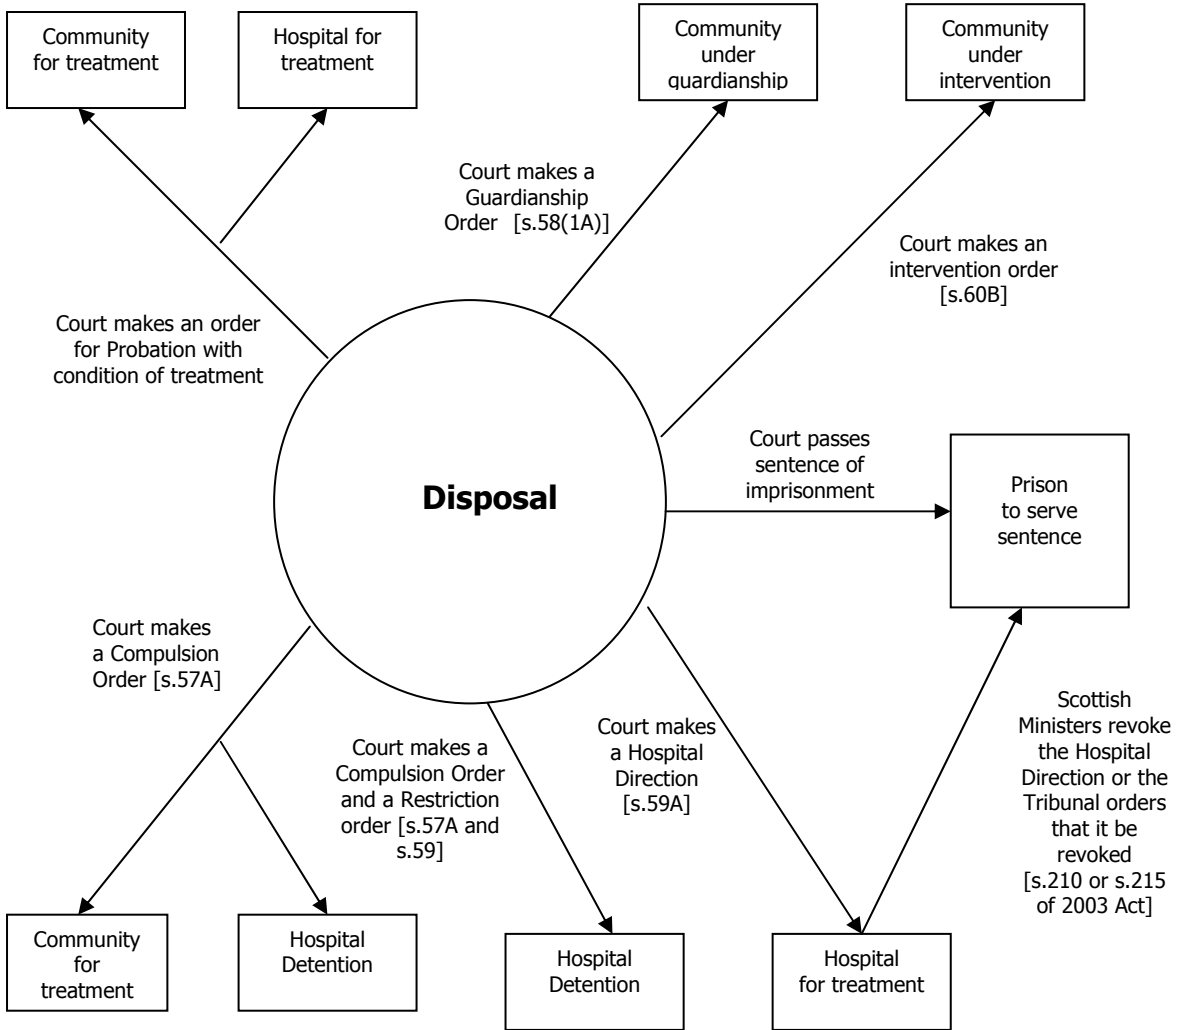 Community
for treatment
Hospital for
treatment
Community
under
guardianship
Community
under
intervention
Court makes a
Guardianship
Order [s.58(1A)]
Court makes an
intervention order
[s.60B]
Court makes an order
for Probation with
condition of treatment
Court passes
sentence of
imprisonment
Disposal
Prison
to serve
sentence
Court makes
a Compulsion
Order [s.57A]
Court makes a
Compulsion Order
and a Restriction
order [s.57A and
s.59]
Court makes
a Hospital
Direction
[s.59A]
Scottish
Ministers revoke
the Hospital
Direction or the
Tribunal orders
that it be
revoked
[s.210 or s.215
of 2003 Act]
Community
for
treatment
Hospital
Detention
Hospital
Detention
Hospital
for treatment